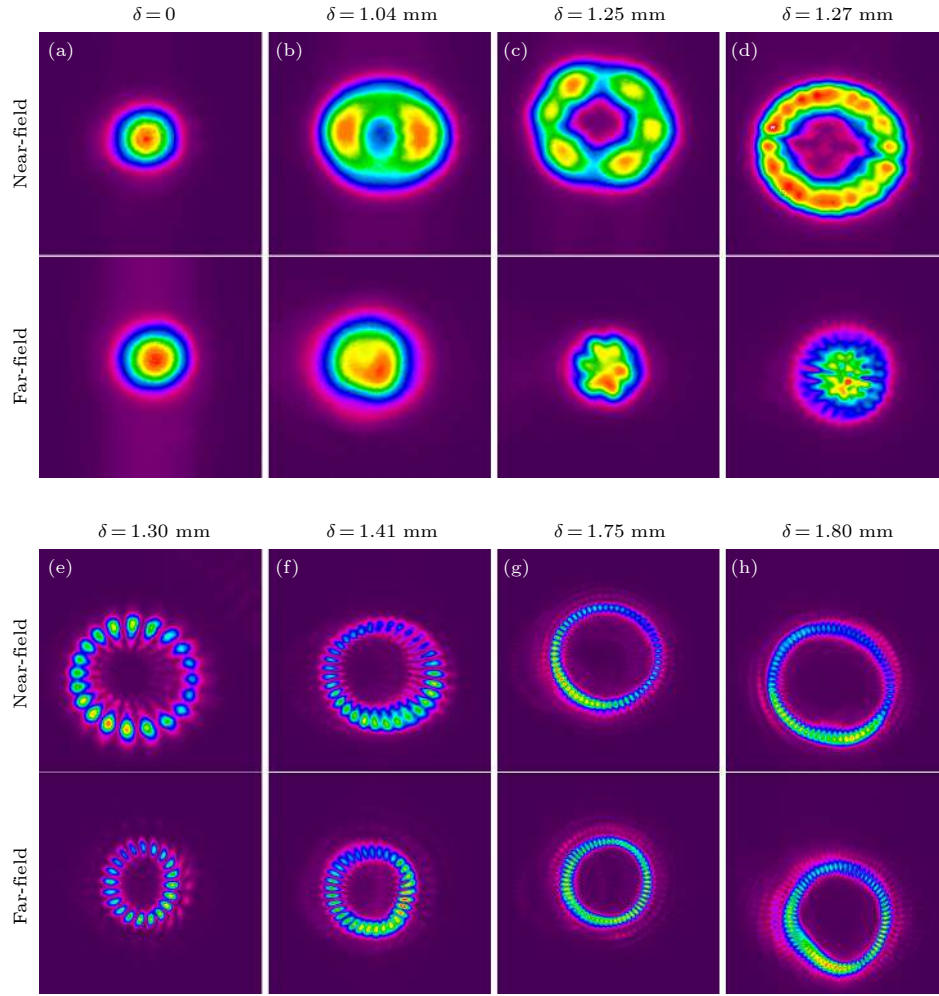 δ = 0 δ = 1.04 mm δ = 1.25 mm δ = 1.27 mm
(a) (b) (c) (d)
Near-field
Far-field
δ = 1.30 mm δ = 1.41 mm δ = 1.75 mm δ = 1.80 mm
(e) (f) (g) (h)
Near-field
Far-field